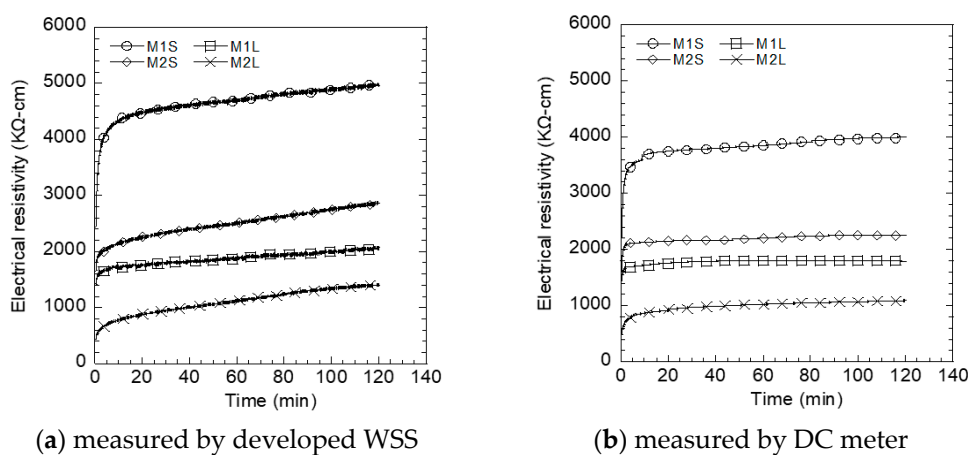 6000
5000
4000
3000
2000
1000
0
Electrical resistivity (KΩ-cm)
M1S M1L
M2S M2L
0 20 40 60 80 100 120 140
Time (min)
(a) measured by developed WSS
6000
5000
4000
3000
2000
1000
0
Electrical resistivity (KΩ-cm)
M1S M1L
M2S M2L
0 20 40 60 80 100 120 140
Time (min)
(b) measured by DC meter